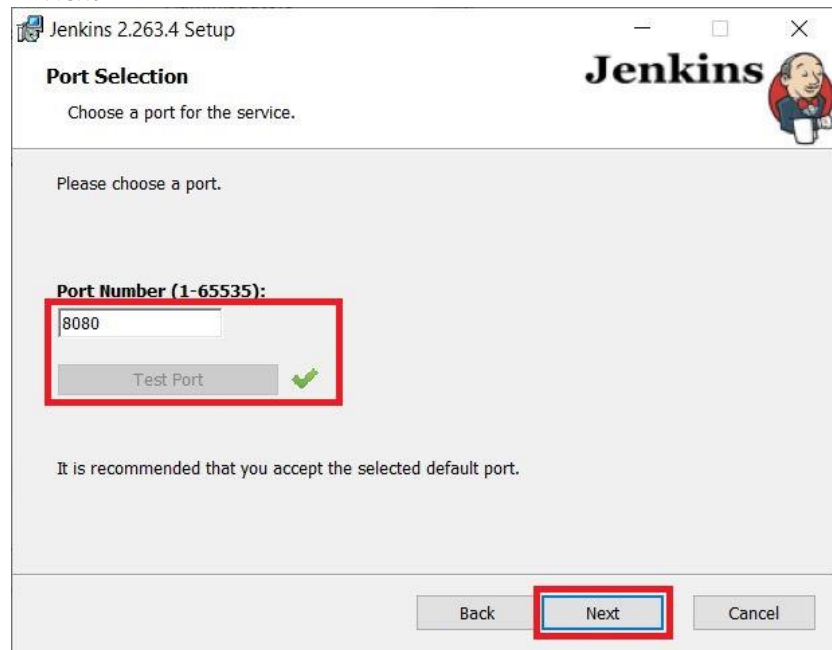 Jenkins 2.263.4 Setup
Port Selection
Jenkins
Choose a port for the service.
Please choose a port.
Port Number (1-65535):
8080
Test Port
It is recommended that you accept the selected default port.
Back
Next
Cancel